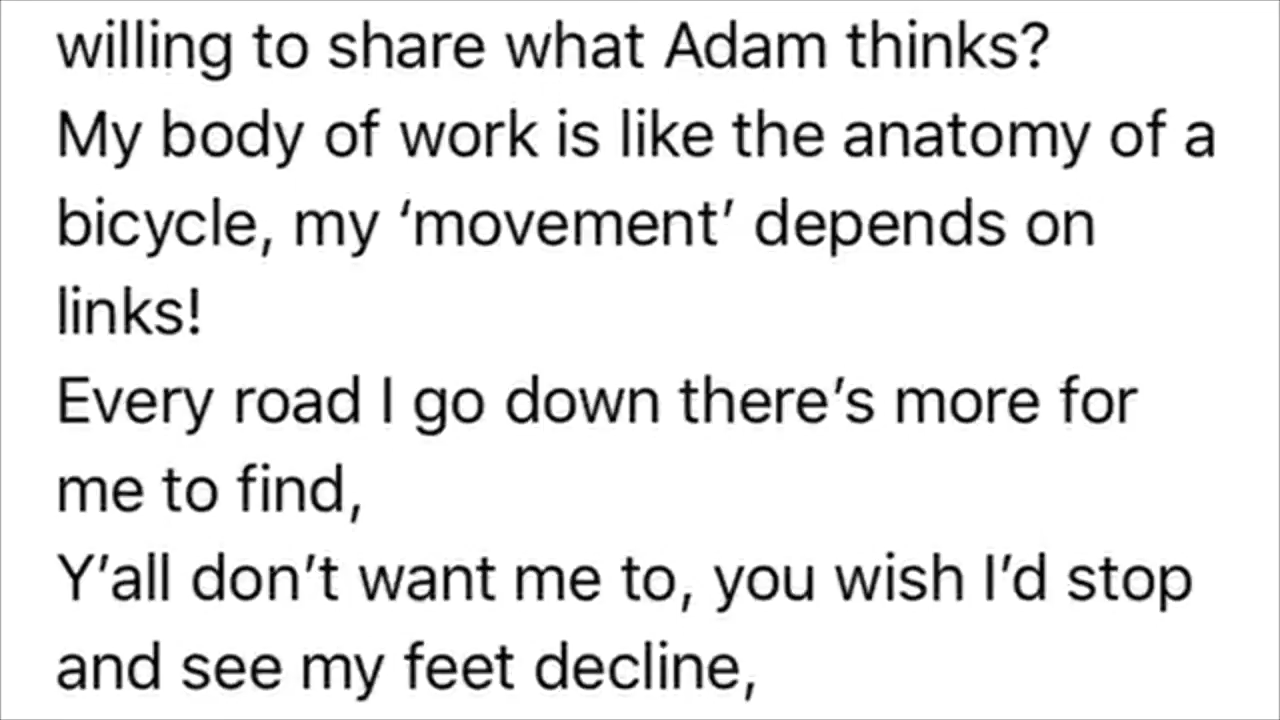 willing to share what Adam thinks?
My body of work is like the anatomy of a
bicycle, my ‘movement’ depends on
links!
Every road I go down there’s more for
me to find,
Y’all don’t want me to, you wish I’d stop
and see my feet decline,